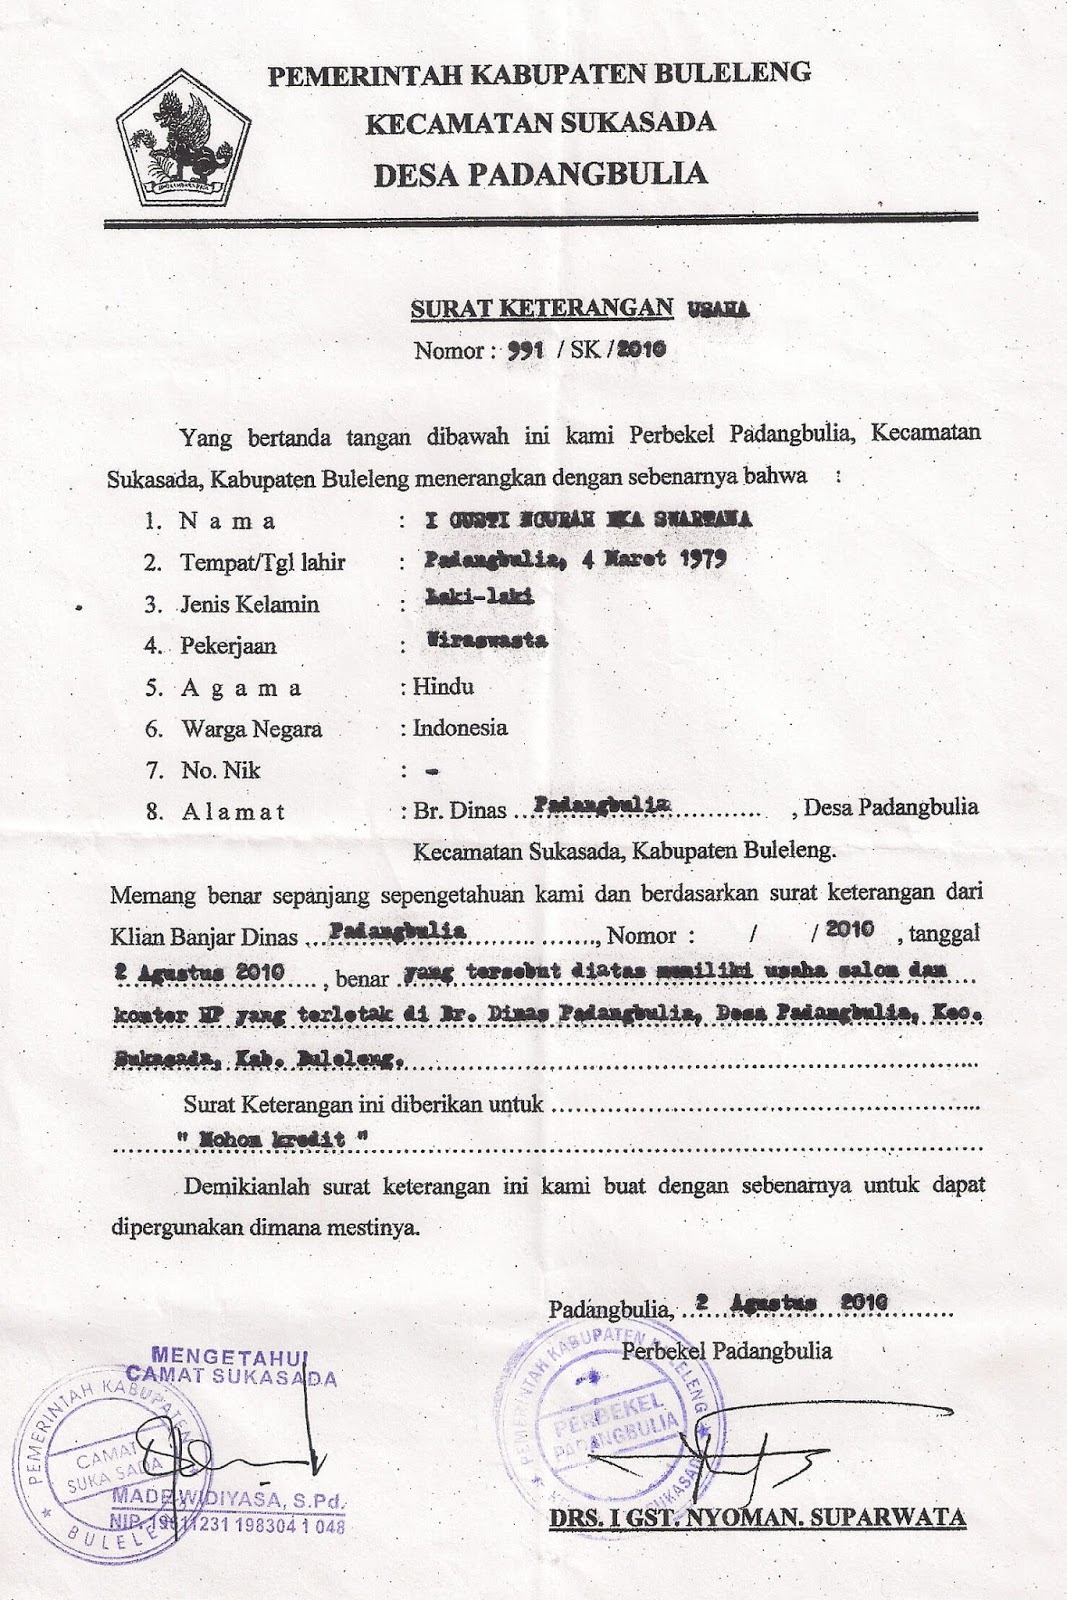 PEMERINTAH KABUPATEN BULELENG
KECAMATAN SUKASADA
DESA PADANGBULIA
SURAT KETERANGAN USAHA
Nomor : 991 / SK / 2010
Yang bertanda tangan dibawah ini kami Perbekel Padangbulia, Kecamatan
Sukasada, Kabupaten Buleleng menerangkan dengan sebenarnya bahwa :
1. N a m a : I GUSTI NGURAH EKA SWARTANA
2. Tempat/Tgl lahir : Padangbulia, 4 Maret 1979
3. Jenis Kelamin : Laki-laki
4. Pekerjaan : Wiraswasta
5. A g a m a : Hindu
6. Warga Negara : Indonesia
7. No. Nik : -
8. A l a m a t : Br. Dinas ...Padangbulia............ , Desa Padangbulia
Kecamatan Sukasada, Kabupaten Buleleng.
Memang benar sepanjang sepengetahuan kami dan berdasarkan surat keterangan dari
Klian Banjar Dinas ...Padangbulia.................., Nomor : / / 2010 , tanggal
2 Agustus 2010 ...., benar yang tersebut diatas memiliki usaha salon dan
konter HP yang terletak di Br. Dinas Padangbulia, Desa Padangbulia, Kec.
Sukasada, Kab. Buleleng.
Surat Keterangan ini diberikan untuk ..............................
" Mohon kredit "
Demikianlah surat keterangan ini kami buat dengan sebenarnya untuk dapat
dipergunakan dimana mestinya.
Padangbulia, 2 Agustus 2010
Perbekel Padangbulia
PEMERINTAH KABUPATEN BULELENG
PERBEKEL
PADANGBULIA
SUKASADA
DRS. I GST. NYOMAN. SUPARWATA
MENGETAHUI
CAMAT SUKASADA
PEMERINTAH KABUPATEN
CAMAT
SUKASADA
BULELENG
MADE WIDIYASA, S.Pd.
NIP. 19611231 198304 1 048